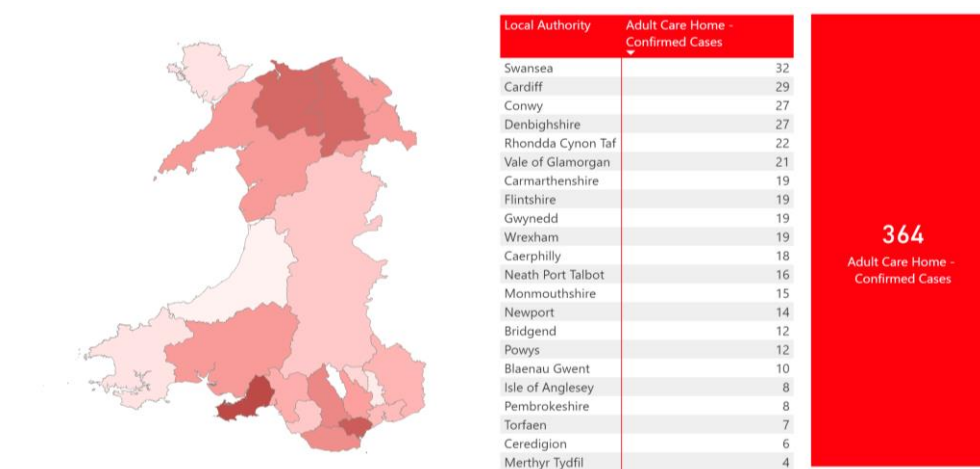 Local Authority Adult Care Home -
Confirmed Cases
Swansea 32
Cardiff 29
Conwy 27
Denbighshire 27
Rhondda Cynon Taf 22
Vale of Glamorgan 21
Carmarthenshire 19
Flintshire 19
Gwynedd 19
Wrexham 19
Caerphilly 18
Neath Port Talbot 16
Monmouthshire 15
Newport 14
Bridgend 12
Powys 12
Blaenau Gwent 10
Isle of Anglesey 8
Pembrokeshire 8
Torfaen 7
Ceredigion 6
Merthyr Tydfil 4
364
Adult Care Home -
Confirmed Cases